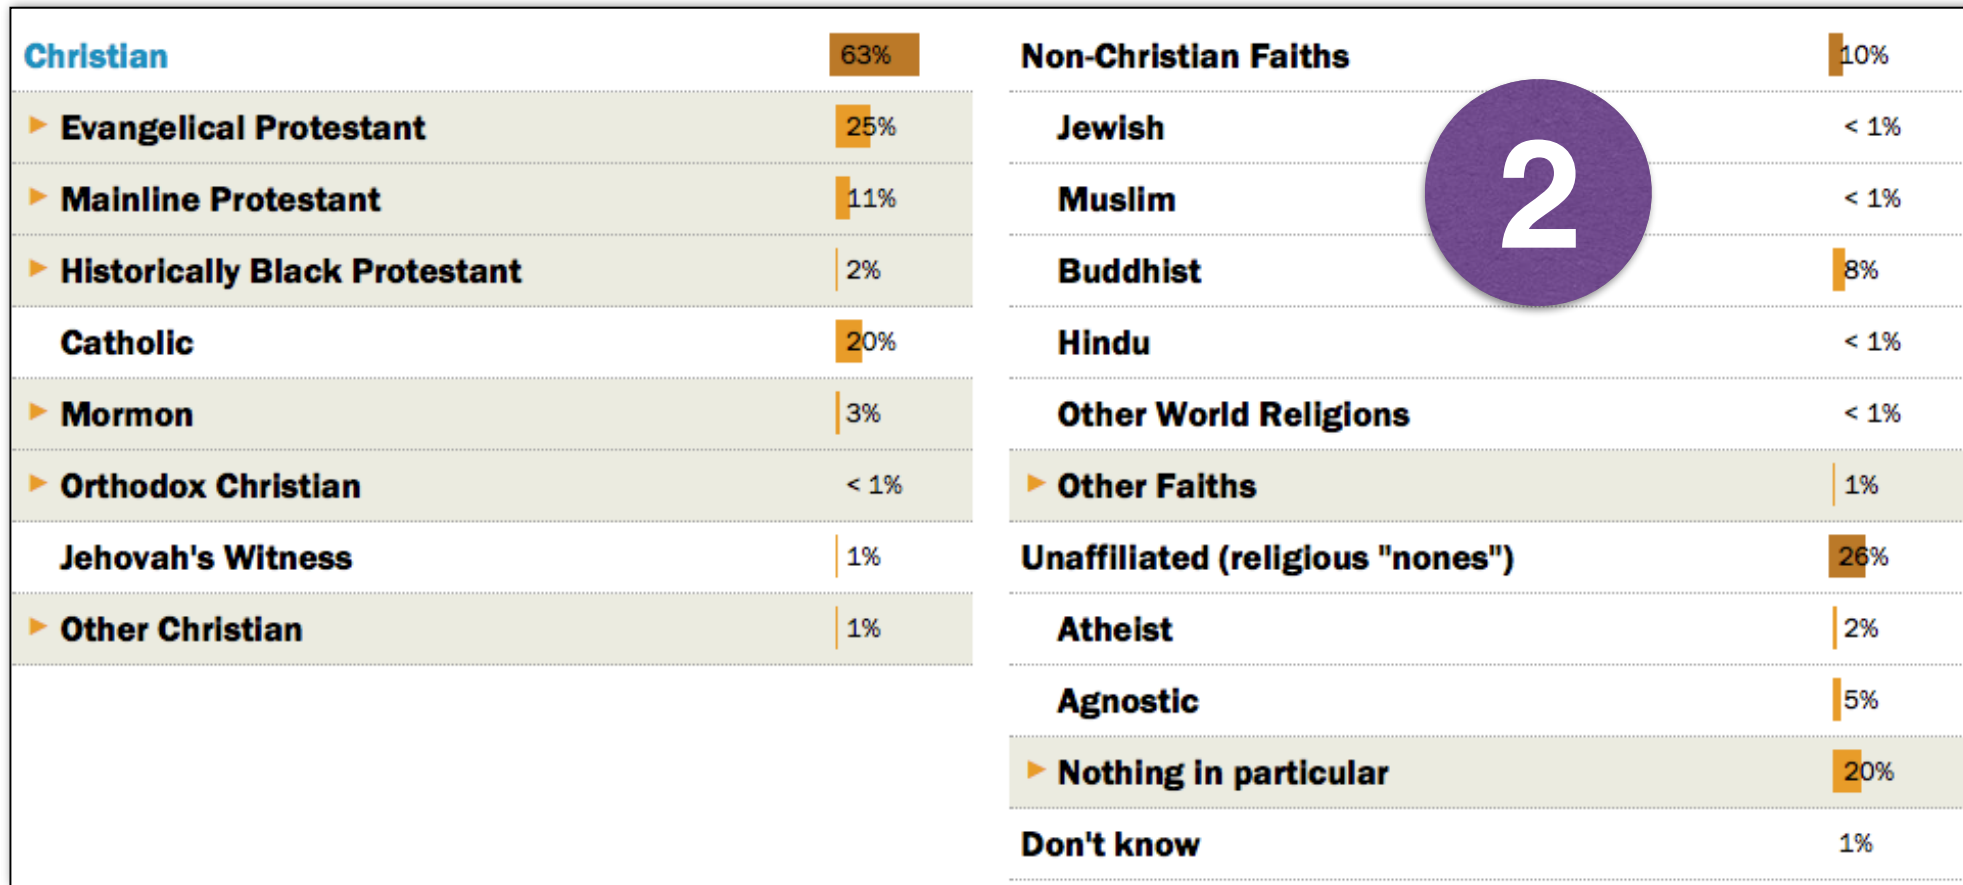 Christian 63%
Evangelical Protestant 25%
Mainline Protestant 11%
Historically Black Protestant 2%
Catholic 20%
Mormon 3%
Orthodox Christian < 1%
Jehovah's Witness 1%
Other Christian 1%
Non-Christian Faiths 10%
Jewish < 1%
Muslim < 1%
Buddhist 8%
Hindu < 1%
Other World Religions < 1%
Other Faiths 1%
Unaffiliated (religious "nones") 26%
Atheist 2%
Agnostic 5%
Nothing in particular 20%
Don't know 1%
2